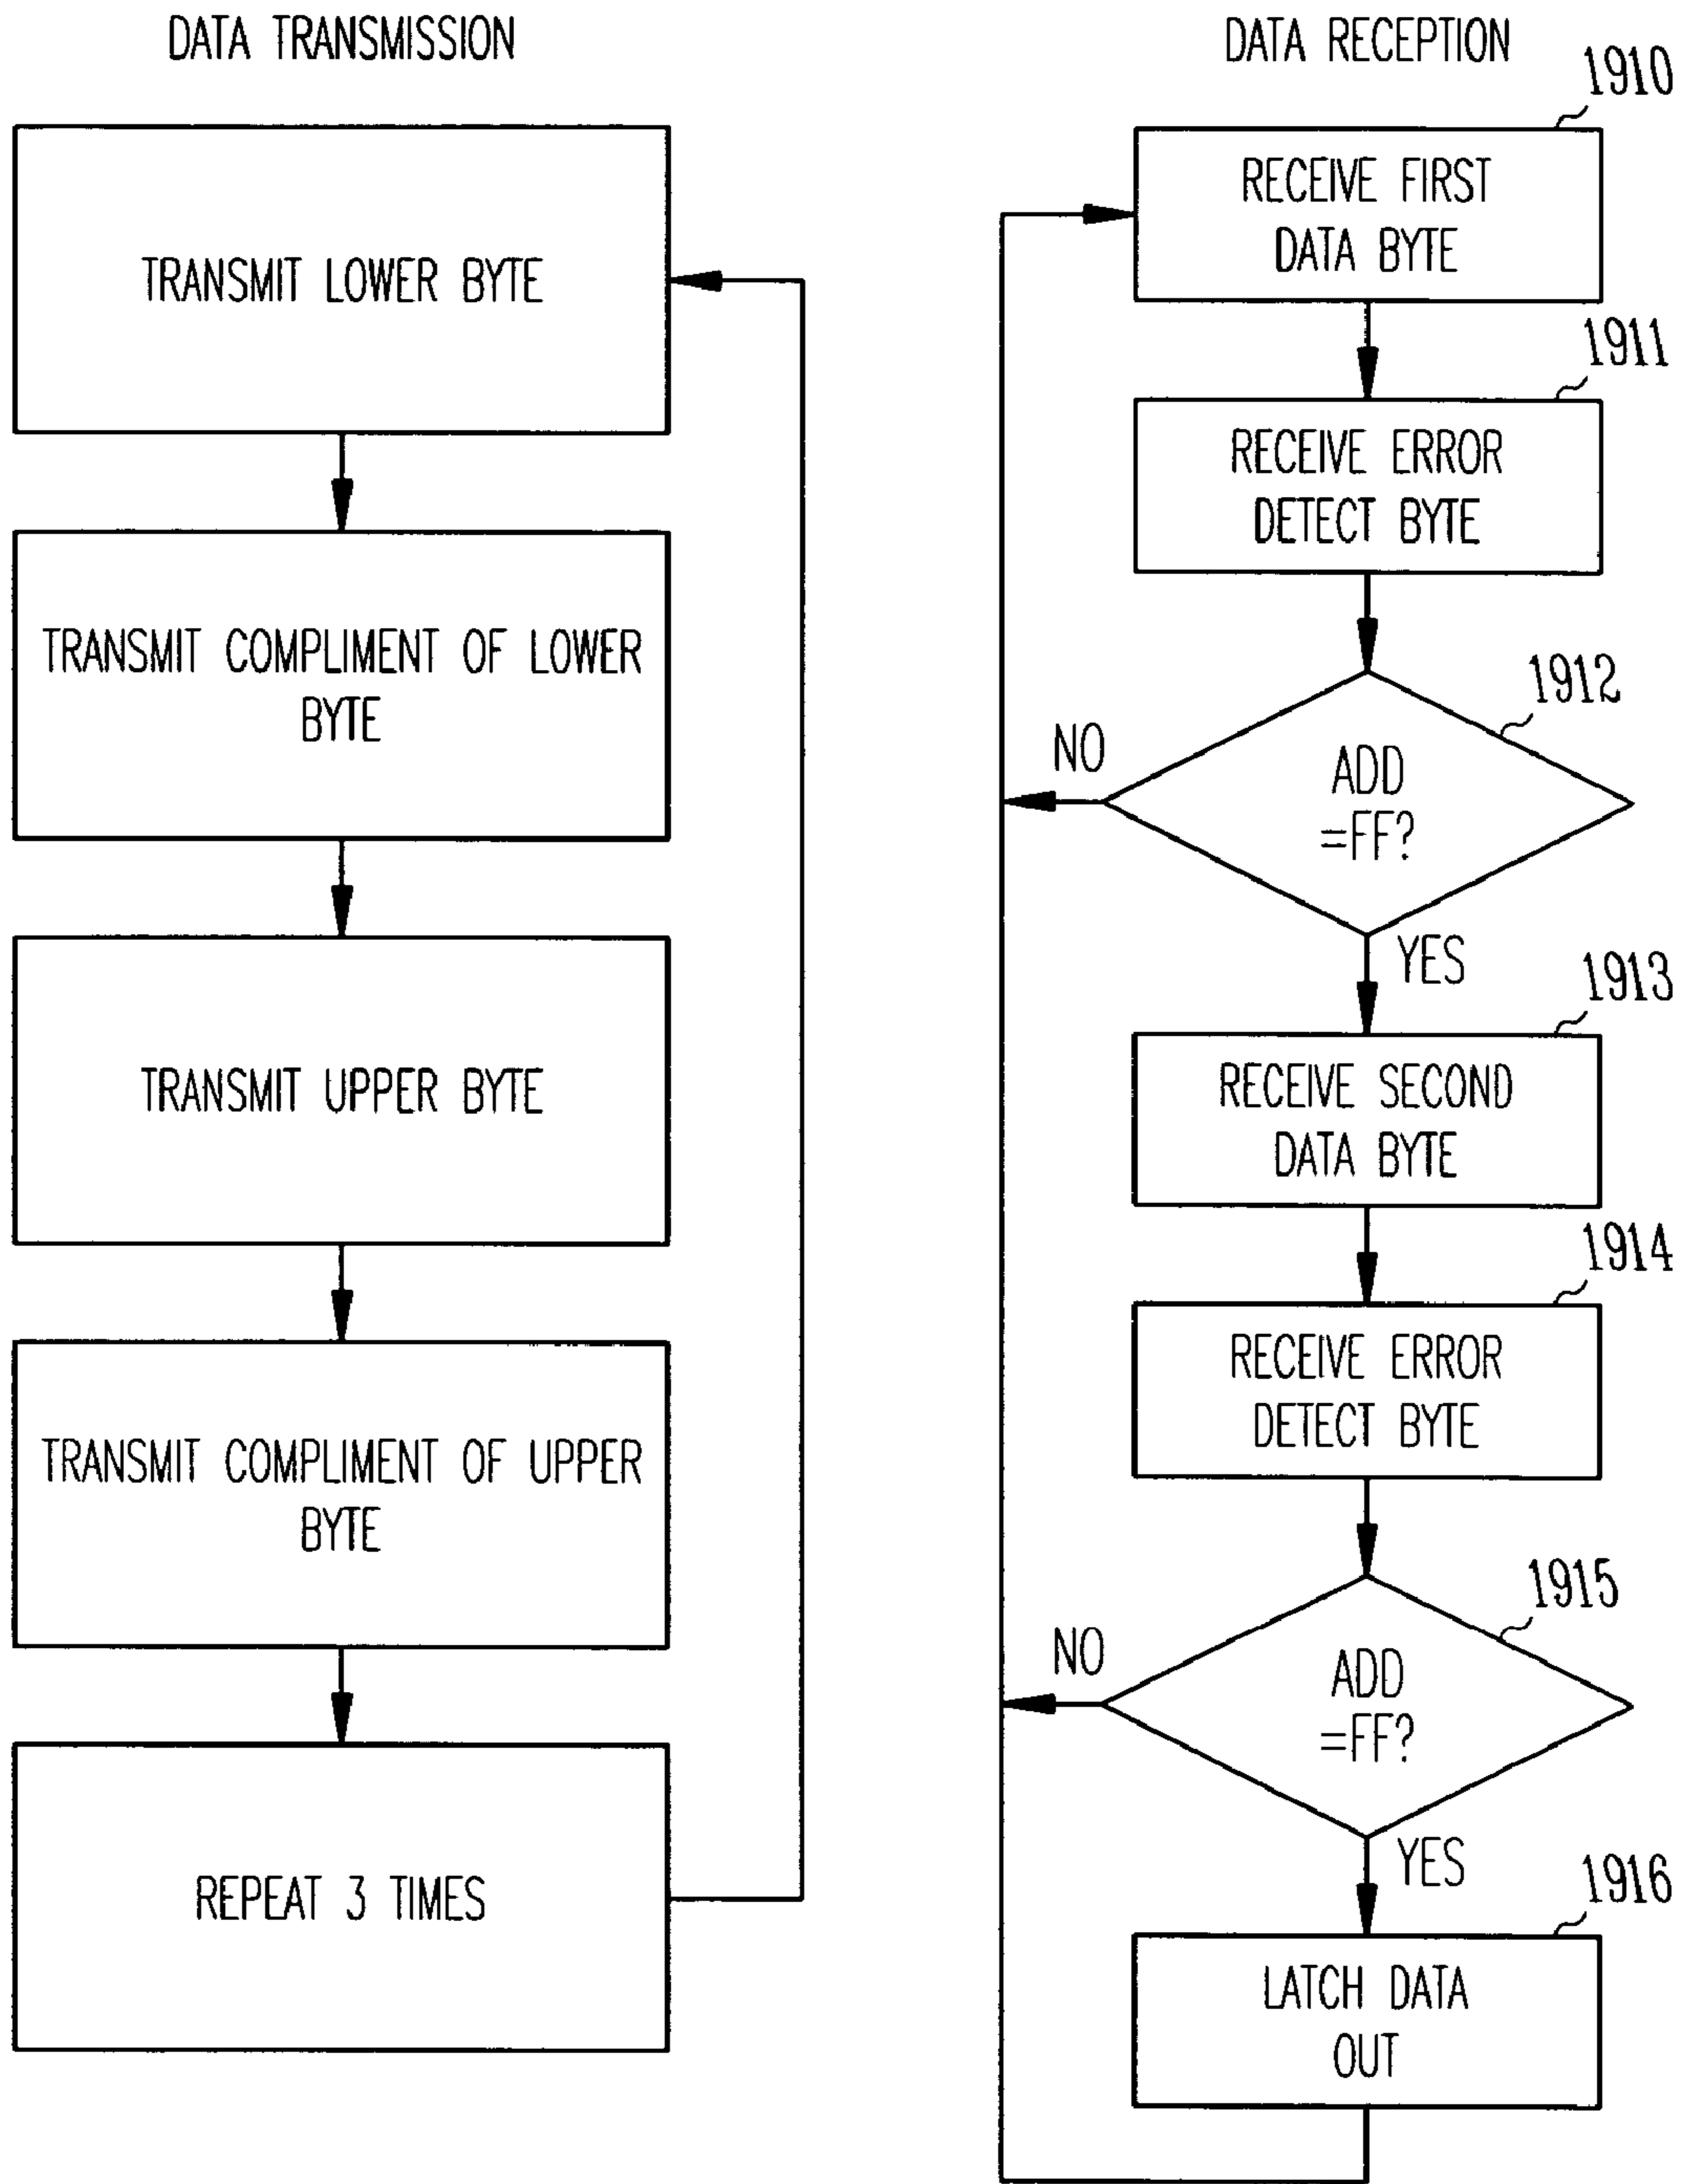 DATA TRANSMISSION
TRANSMIT LOWER BYTE
TRANSMIT COMPLIMENT OF LOWER
BYTE
TRANSMIT UPPER BYTE
TRANSMIT COMPLIMENT OF UPPER
BYTE
REPEAT 3 TIMES
DATA RECEPTION
1910
RECEIVE FIRST
DATA BYTE
1911
RECEIVE ERROR
DETECT BYTE
1912
NO
ADD
=FF?
YES
1913
RECEIVE SECOND
DATA BYTE
1914
RECEIVE ERROR
DETECT BYTE
1915
NO
ADD
=FF?
YES
1916
LATCH DATA
OUT